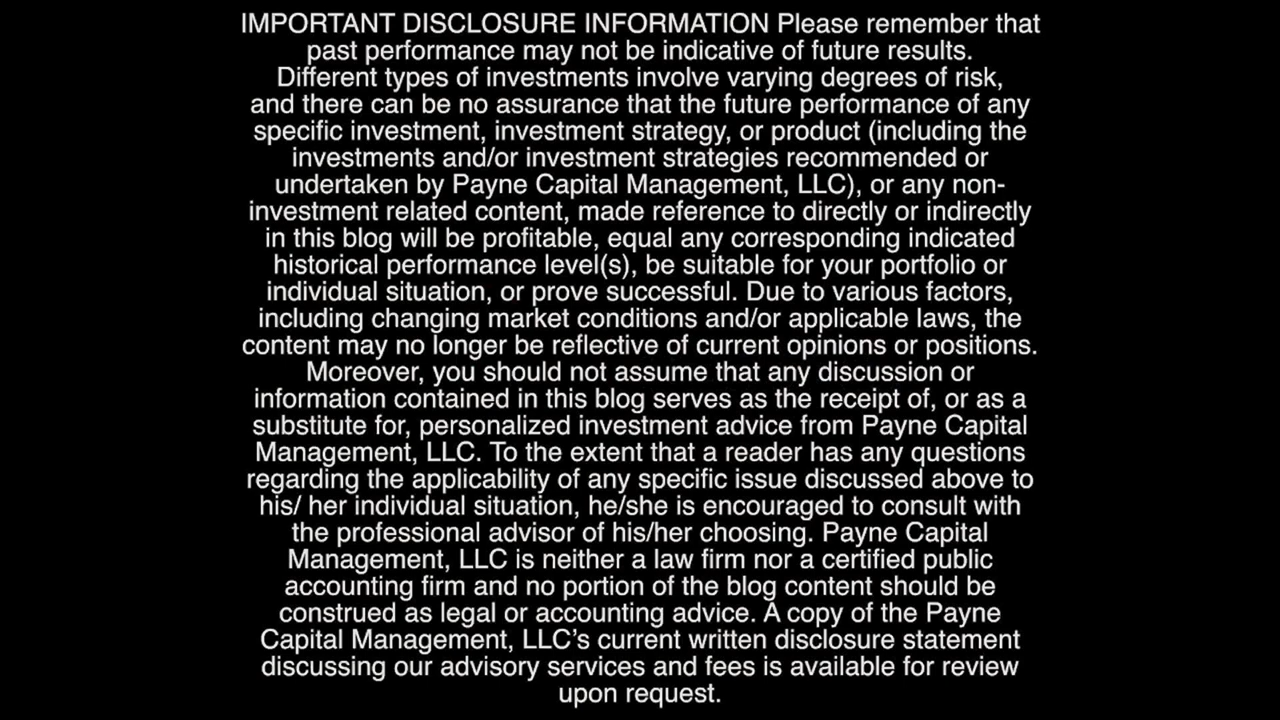 IMPORTANT DISCLOSURE INFORMATION Please remember that
past performance may not be indicative of future results.
Different types of investments involve varying degrees of risk,
and there can be no assurance that the future performance of any
specific investment, investment strategy, or product (including the
investments and/or investment strategies recommended or
undertaken by Payne Capital Management, LLC), or any non-
investment related content, made reference to directly or indirectly
in this blog will be profitable, equal any corresponding indicated
historical performance level(s), be suitable for your portfolio or
individual situation, or prove successful. Due to various factors,
including changing market conditions and/or applicable laws, the
content may no longer be reflective of current opinions or positions.
Moreover, you should not assume that any discussion or
information contained in this blog serves as the receipt of, or as a
substitute for, personalized investment advice from Payne Capital
Management, LLC. To the extent that a reader has any questions
regarding the applicability of any specific issue discussed above to
his/ her individual situation, he/she is encouraged to consult with
the professional advisor of his/her choosing. Payne Capital
Management, LLC is neither a law firm nor a certified public
accounting firm and no portion of the blog content should be
construed as legal or accounting advice. A copy of the Payne
Capital Management, LLC’s current written disclosure statement
discussing our advisory services and fees is available for review
upon request.